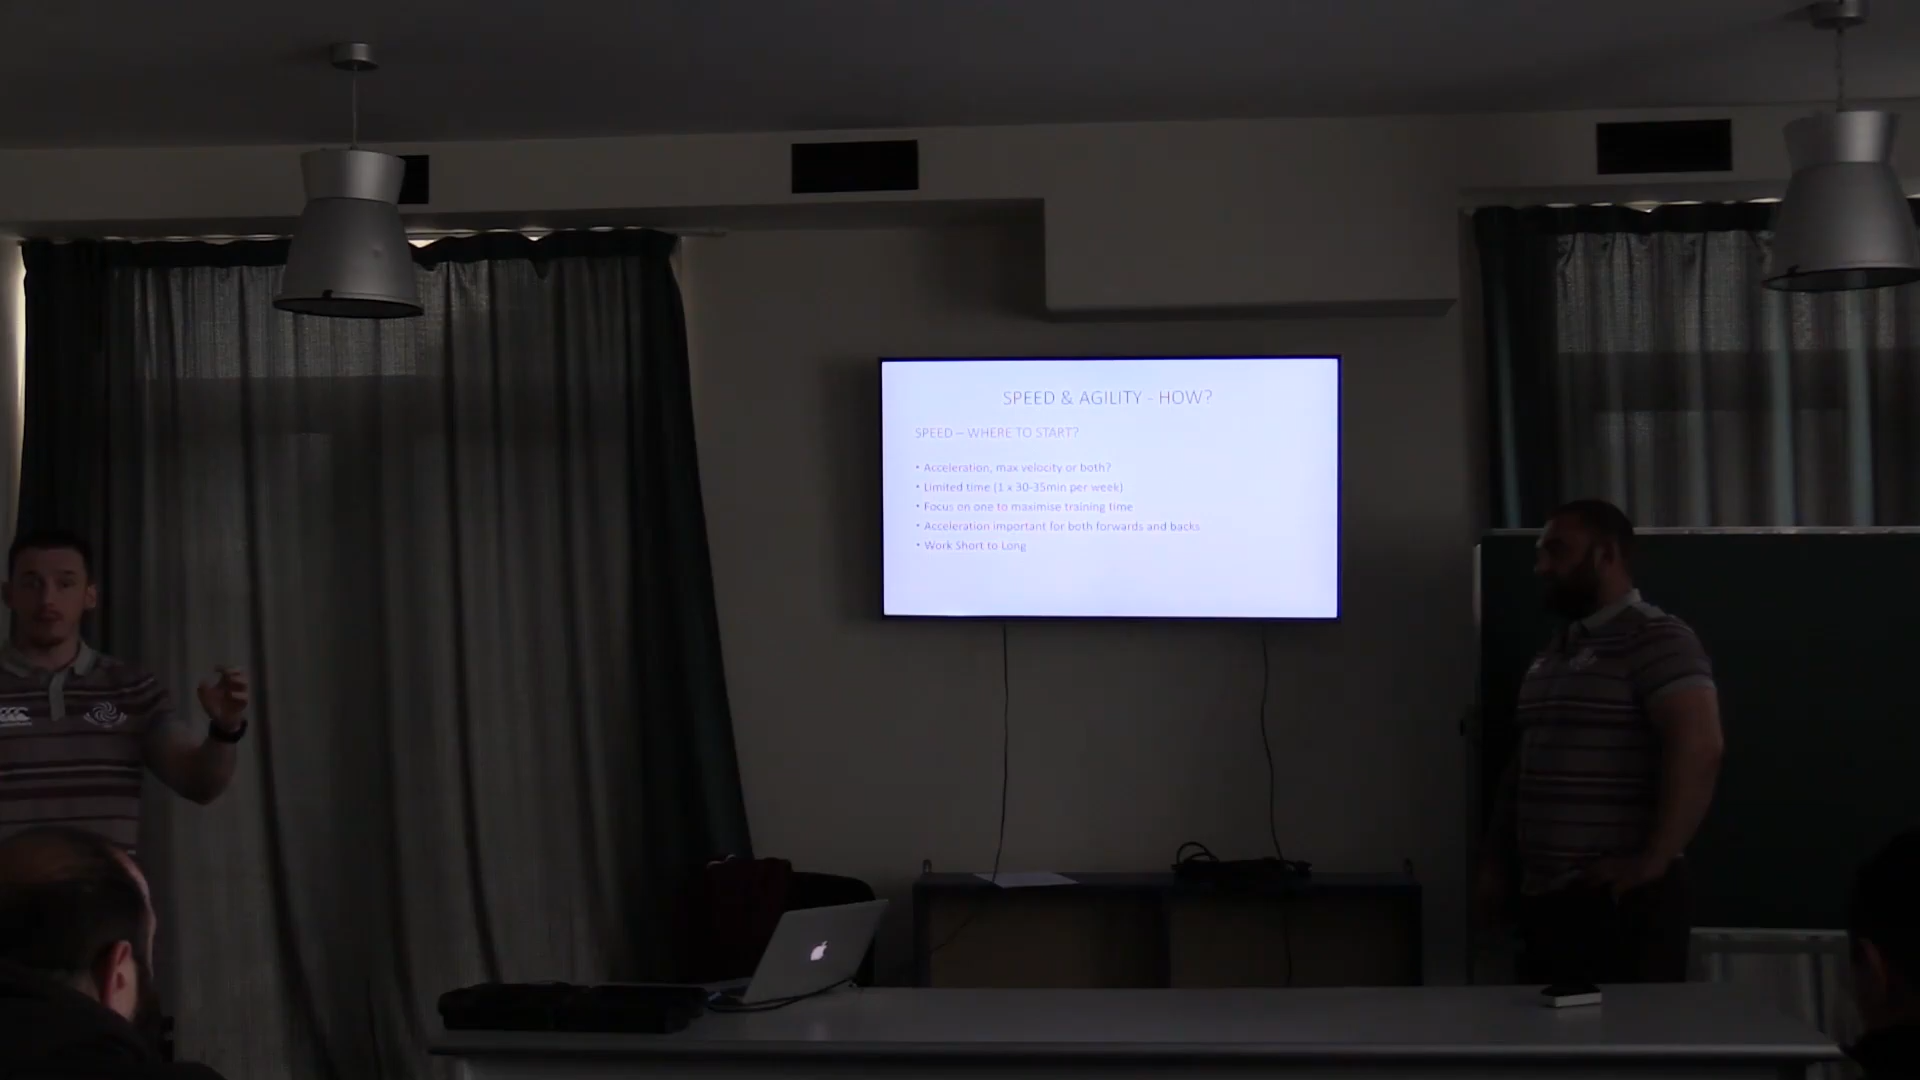 SPEED & AGILITY - HOW?
SPEED – WHERE TO START?
• Acceleration, max velocity or both?
• Limited time (1 x 30-35min per week)
• Focus on one to maximise training time
• Acceleration important for both forwards and backs
• Work Short to Long